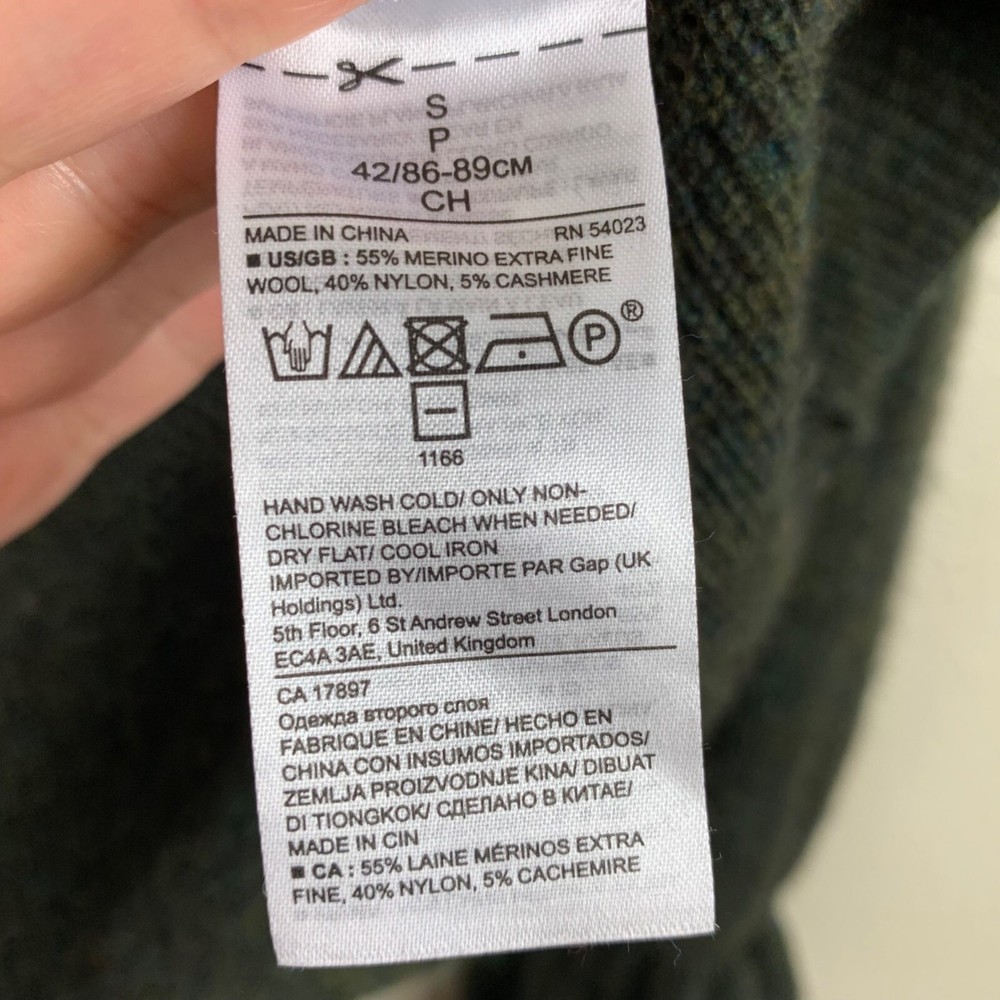 S
P
42/86-89CM
CH
MADE IN CHINA RN 54023
■ US/GB : 55% MERINO EXTRA FINE
WOOL, 40% NYLON, 5% CASHMERE
P ®
1166
HAND WASH COLD/ ONLY NON-
CHLORINE BLEACH WHEN NEEDED/
DRY FLAT/ COOL IRON
IMPORTED BY/IMPORTE PAR Gap (UK
Holdings) Ltd.
5th Floor, 6 St Andrew Street London
EC4A 3AE, United Kingdom
CA 17897
Одежда второго слоя
FABRIQUE EN CHINE/ HECHO EN
CHINA CON INSUMOS IMPORTADOS/
ZEMLJA PROIZVODNJE KINA/ DIBUAT
DI TIONGKOK/ СДЕЛАНО В КИТАЕ/
MADE IN CIN
■ CA : 55% LAINE MÉRINOS EXTRA
FINE, 40% NYLON, 5% CACHEMIRE